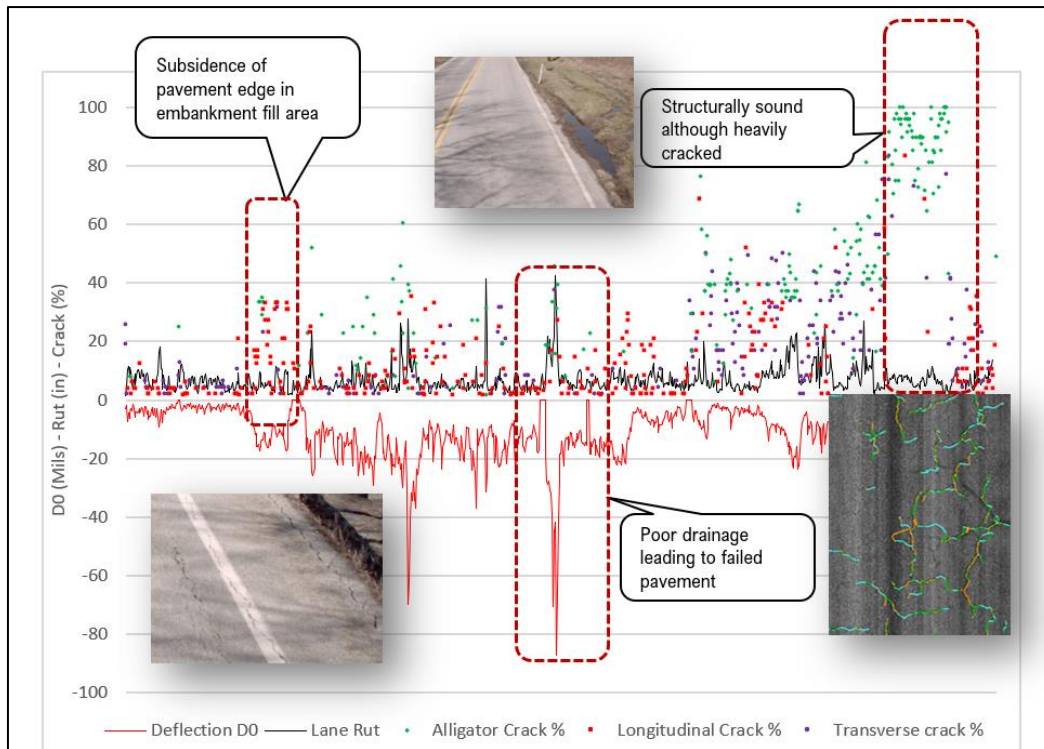 Subsidence of
pavement edge in
embankment fill area
Structurally sound
although heavily
cracked
Poor drainage
leading to failed
pavement
D0 (Mils) - Rut (in) - Crack (%)
100
80
60
40
20
0
-20
-40
-60
-80
-100
Deflection D0
Lane Rut
Alligator Crack %
Longitudinal Crack %
Transverse crack %